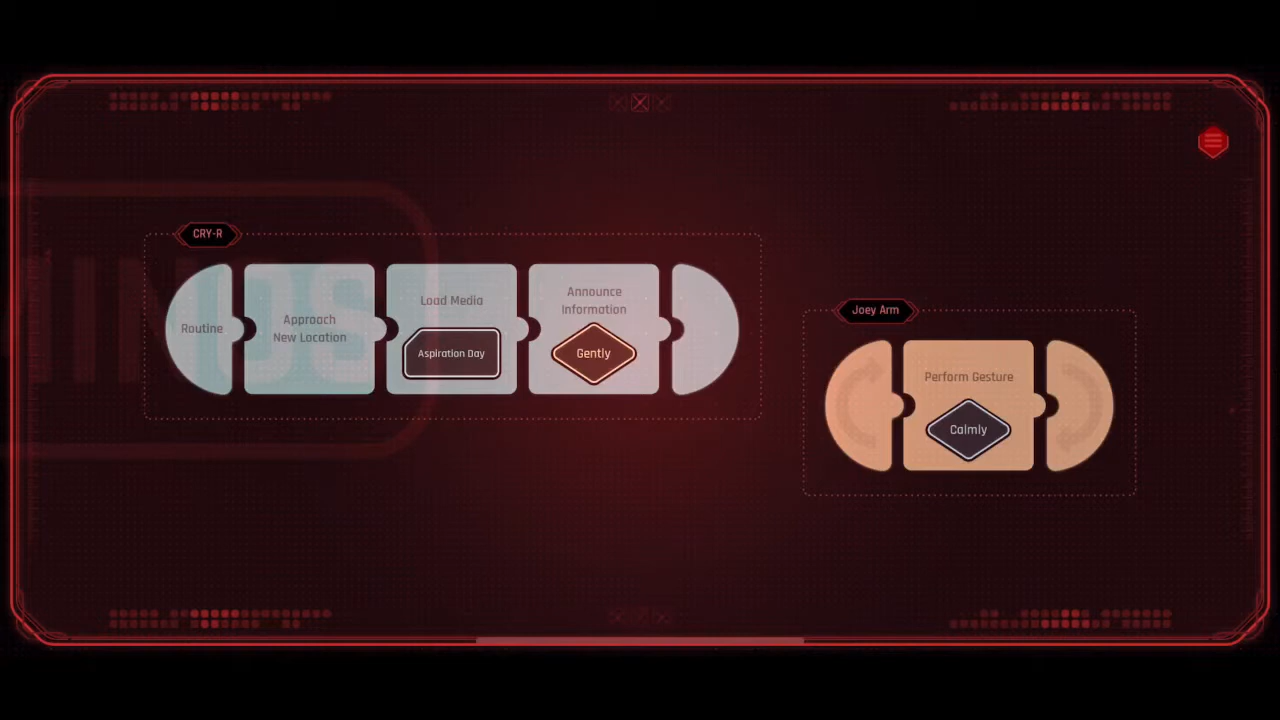 CRY-R
Routine
Approach
New Location
Load Media
Aspiration Day
Announce
Information
Gently
Joey Arm
Perform Gesture
Calmly